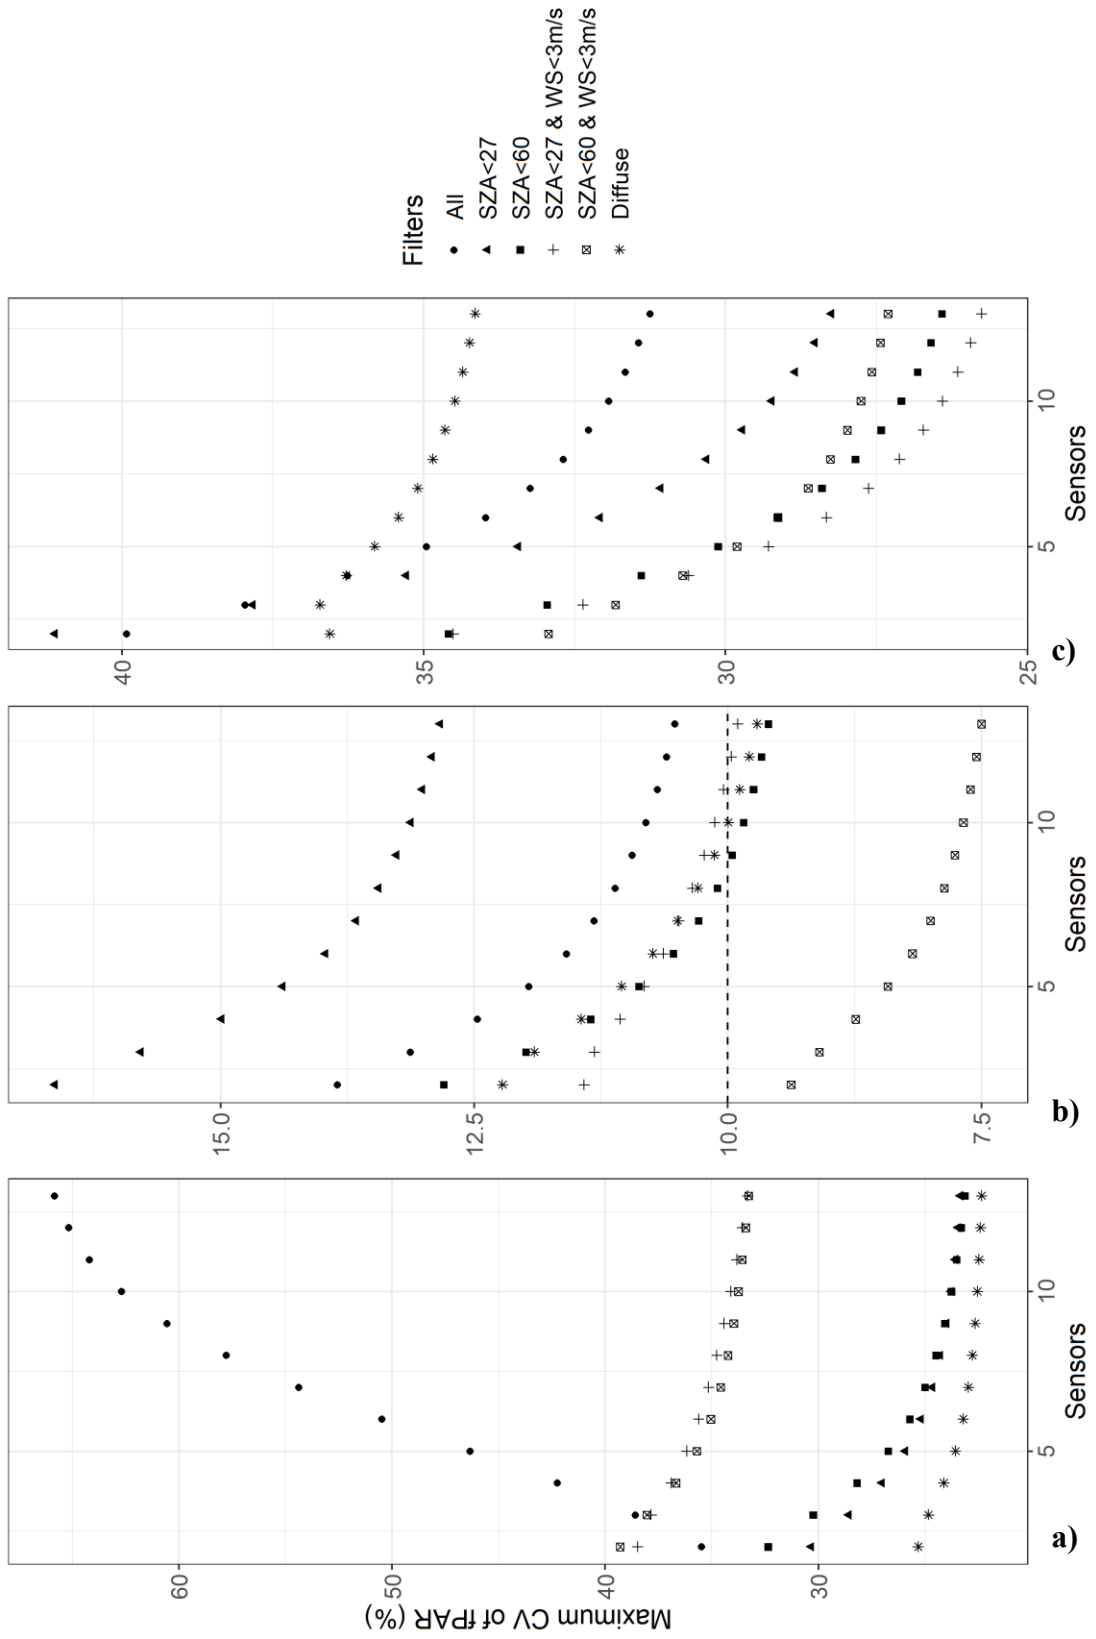 Maximum CV of fPAR (%)
60
50
40
30
5
10
Sensors
a)
15.0
12.5
10.0
7.5
5
10
Sensors
b)
40
35
30
25
5
10
Sensors
c)
Filters
All
SZA<27
SZA<60
SZA<27 & WS<3m/s
SZA<60 & WS<3m/s
Diffuse